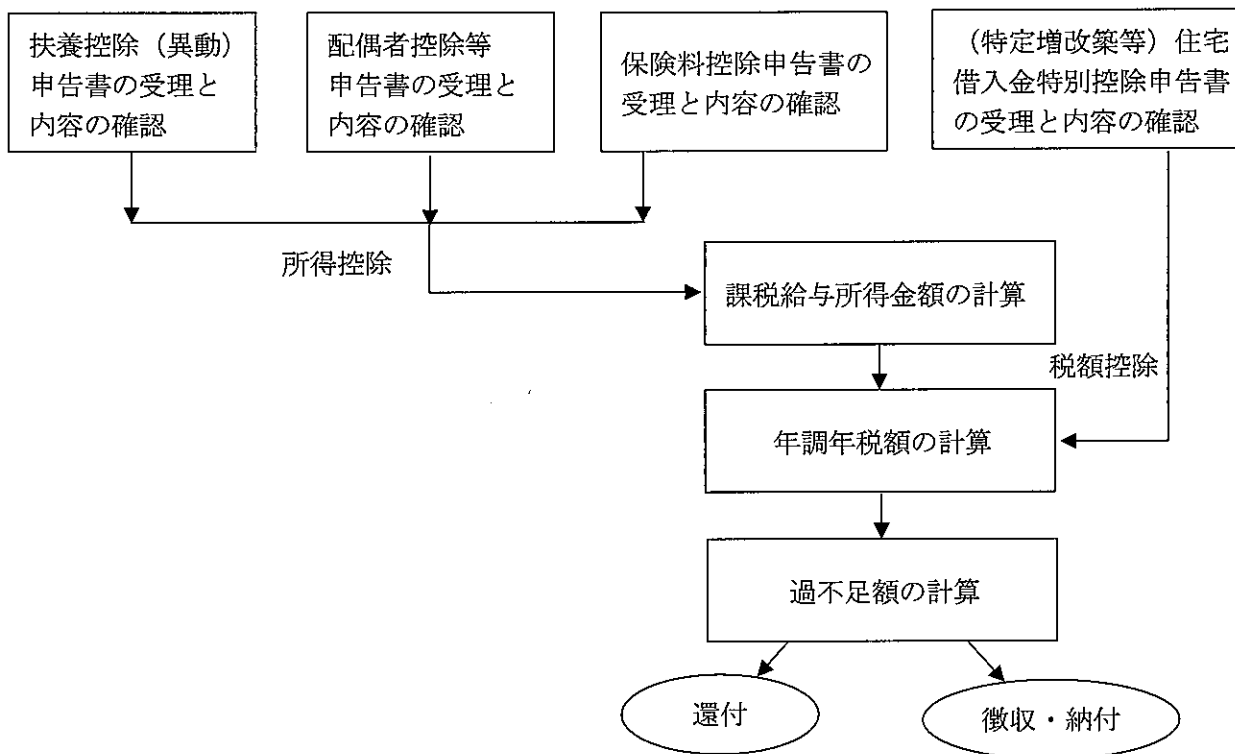 扶養控除（異動）
申告書の受理と
内容の確認
配偶者控除等
申告書の受理と
内容の確認
保険料控除申告書の
受理と内容の確認
（特定増改築等）住宅
借入金特別控除申告書
の受理と内容の確認
所得控除
課税給与所得金額の計算
税額控除
年調年税額の計算
過不足額の計算
還付
徴収・納付